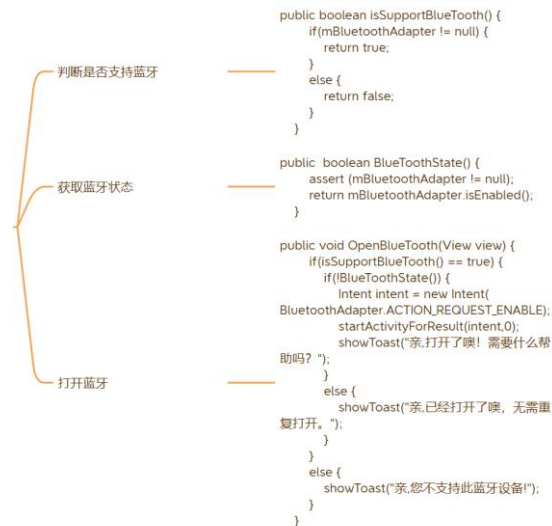 判断是否支持蓝牙
public boolean isSupportBlueTooth() {
if(mBluetoothAdapter != null) {
return true;
}
else {
return false;
}
}
获取蓝牙状态
public  boolean BlueToothState() {
assert (mBluetoothAdapter != null);
return mBluetoothAdapter.isEnabled();
}
打开蓝牙
public void OpenBlueTooth(View view) {
if(isSupportBlueTooth() == true) {
if(!BlueToothState()) {
Intent intent = new Intent(
BluetoothAdapter.ACTION_REQUEST_ENABLE);
startActivityForResult(intent,0);
showToast("亲,打开了噢！需要什么帮
助吗？");
}
else {
showToast("亲,已经打开了噢，无需重
复打开。");
}
}
else {
showToast("亲,您不支持此蓝牙设备!");
}
}